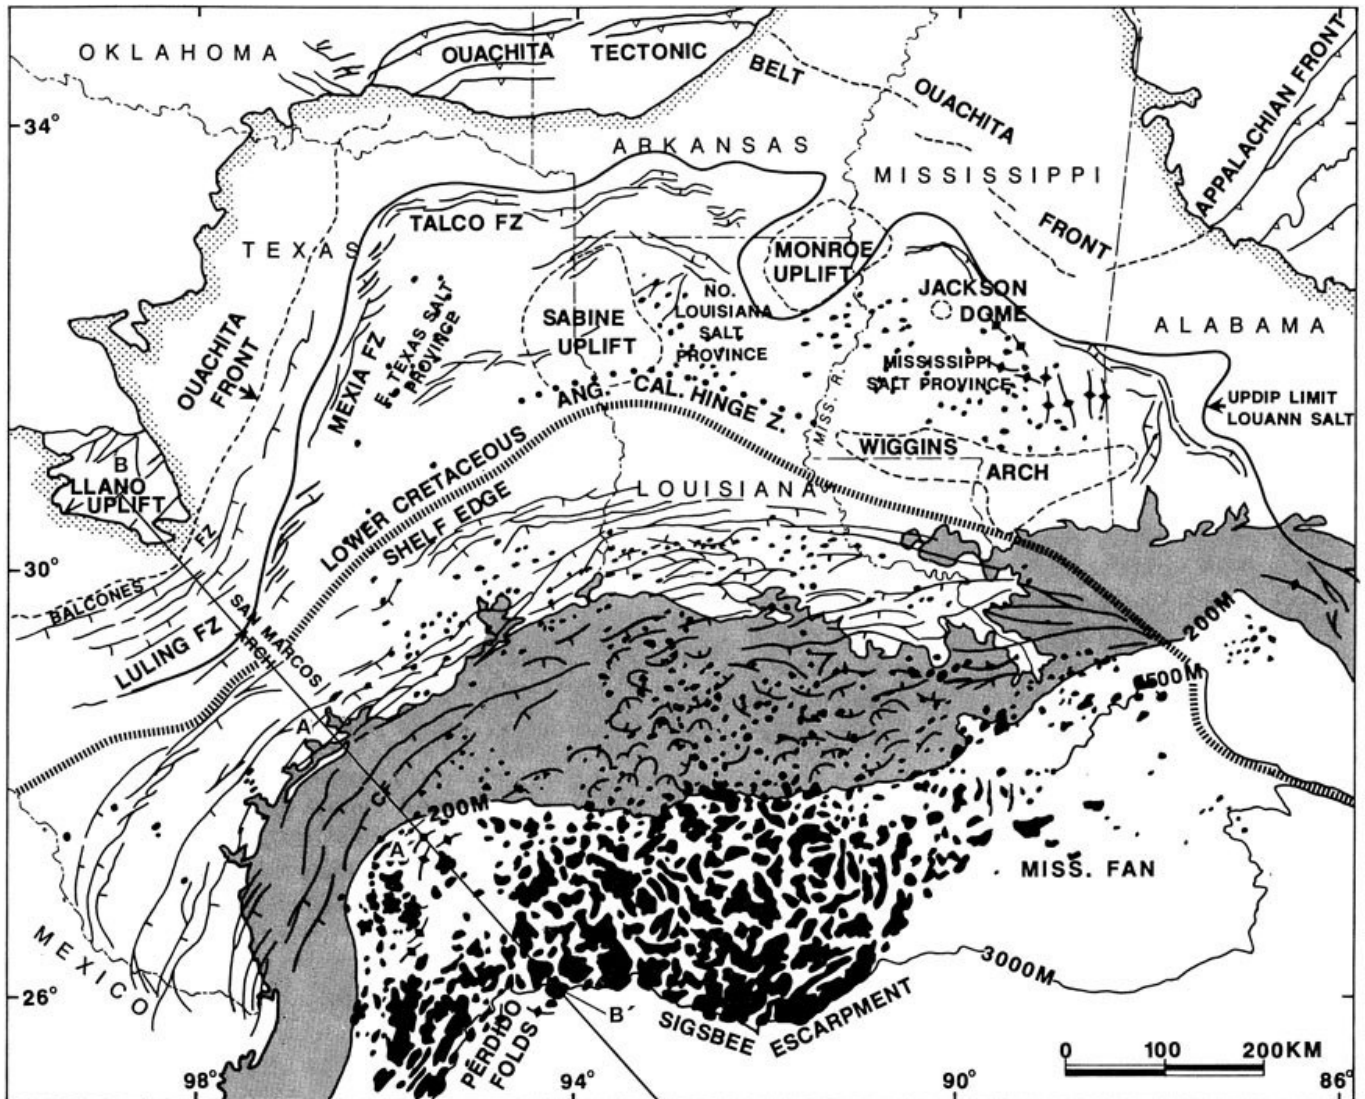 OKLAHOMA
OUACHITA TECTONIC
BELT
OUACHITA
FRONT
APPALACHIAN FRONT
34°
ARKANSAS
MISSISSIPPI
TALCO FZ
TEXAS
MONROE
UPLIFT
JACKSON
DOME
NO.
LOUISIANA
SALT
PROVINCE
SABINE
UPLIFT
ALABAMA
OUACHITA
FRONT
MEXIA FZ
E. TEXAS SALT
PROVINCE
MISSISSIPPI
SALT PROVINCE
ANG. CAL. HINGE Z.
MISS. R.
UPDIP LIMIT
LOUANN SALT
WIGGINS
ARCH
B
LLANO
UPLIFT
LOWER CRETACEOUS
SHELF EDGE
LOUISIANA
30°
BALCONES FZ
LULING FZ
SAN MARCOS
ARCH
200M
500M
A
CF
200M
A
MISS. FAN
MEXICO
26°
3000M
B'
SIGSBEE ESCARPMENT
PERDIDO
FOLDS
0 100 200KM
98° 94° 90° 86°